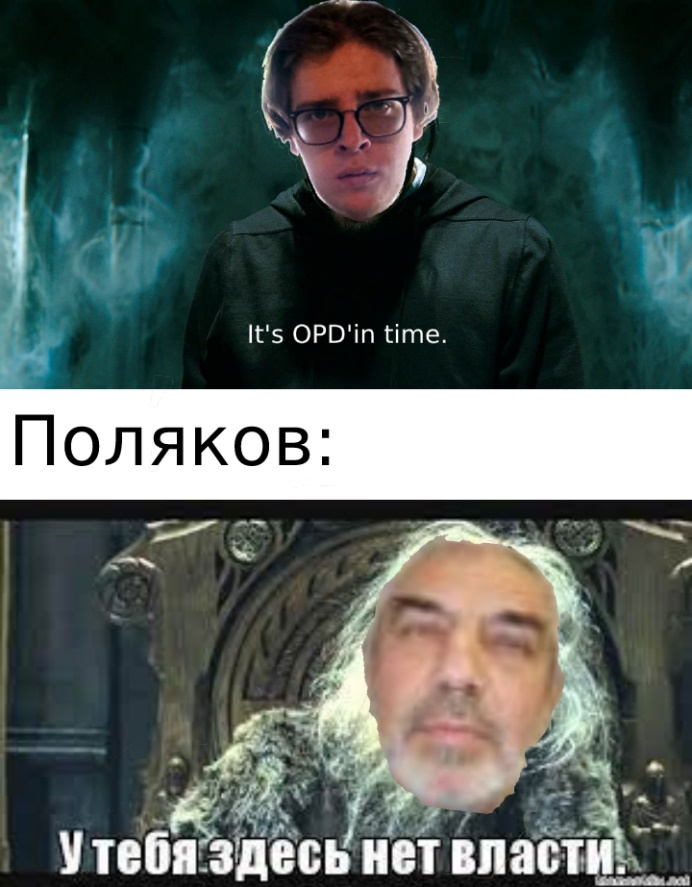 It's OPD'in time.
Поляков:
У тебя здесь нет власти.